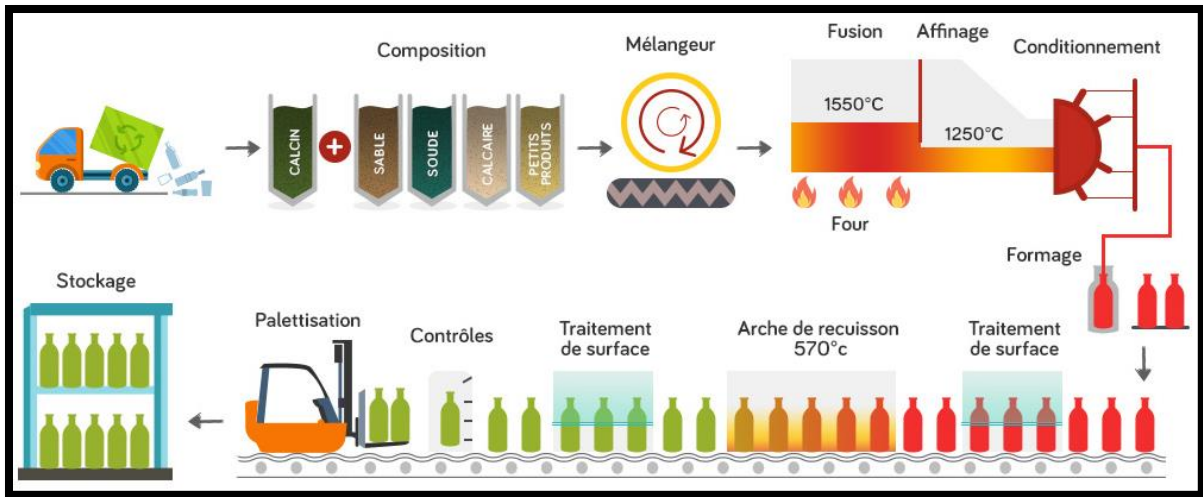 Composition
CALCIN
SABLE
SOUDE
CALCAIRE
PETITS
PRODUITS
Mélangeur
Fusion
Affinage
Conditionnement
1550°C
1250°C
Four
Formage
Traitement
de surface
Arche de recuisson
570°c
Traitement
de surface
Contrôles
Palettisation
Stockage